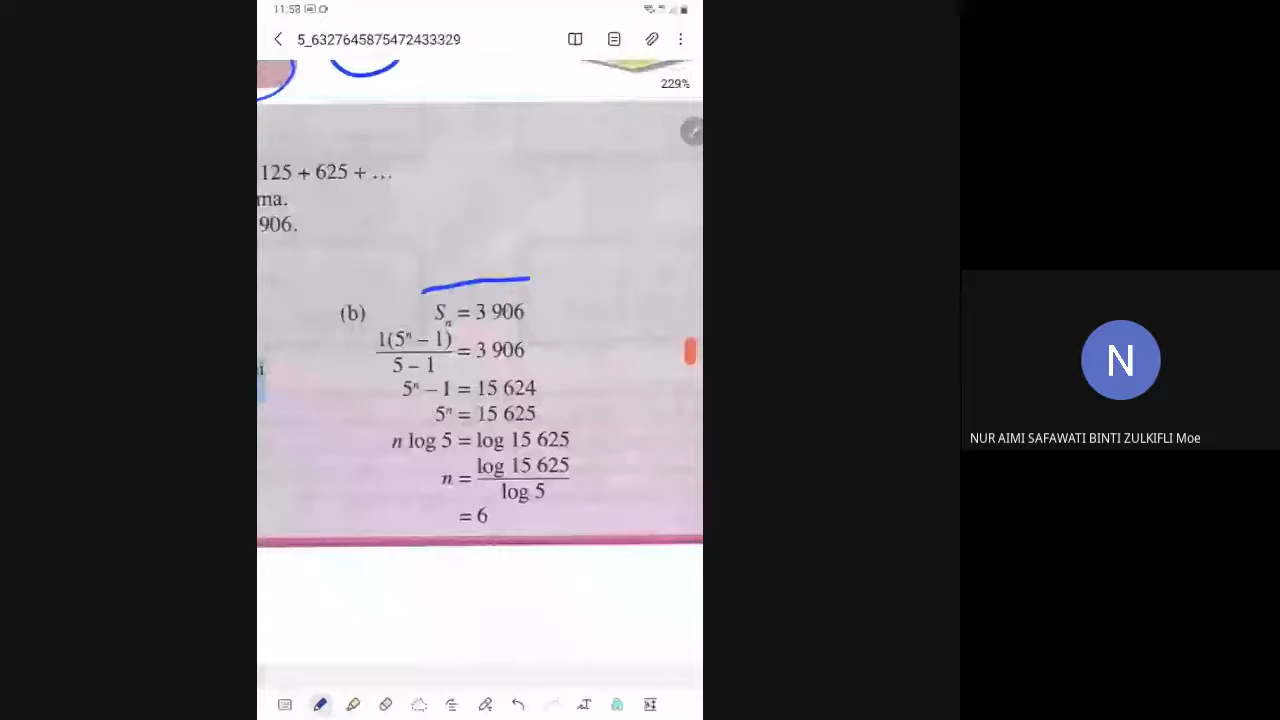 11:58
5_6327645875472433329
229%
125 + 625 + …
ma.
906.
(b) Sₙ = 3 906
1(5ⁿ – 1) / 5 – 1 = 3 906
5ⁿ – 1 = 15 624
5ⁿ = 15 625
n log 5 = log 15 625
n = log 15 625 / log 5
= 6
N
NUR AIMI SAFAWATI BINTI ZULKIFLI Moe